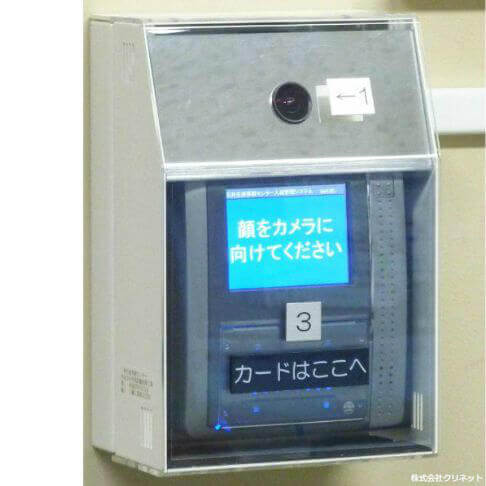 ←1
顔をカメラに
向けてください
3
カードはここへ
株式会社クリネット